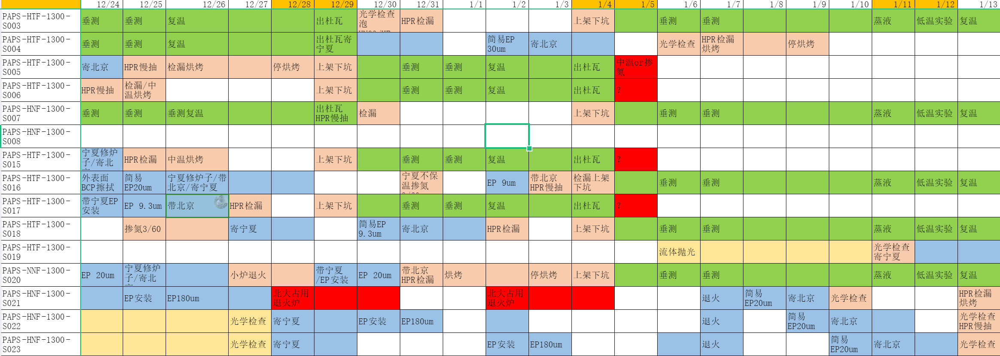 12/24 12/25 12/26 12/27 12/28 12/29 12/30 12/31 1/1 1/2 1/3 1/4 1/5 1/6 1/7 1/8 1/9 1/10 1/11 1/12 1/13
PAPS-HTF-1300-S003 垂测 垂测 复温 出杜瓦 光学检查泡 HPR检漏 上架下坑 垂测 垂测 蒸液 低温实验 复温
PAPS-HTF-1300-S004 垂测 垂测 复温 出杜瓦寄宁夏 简易EP 30um 寄北京 光学检查 HPR检漏烘烤 停烘烤
PAPS-HTF-1300-S005 寄北京 HPR慢抽 检漏烘烤 停烘烤 上架下坑 垂测 垂测 复温 出杜瓦 中温or掺氮
PAPS-HTF-1300-S006 HPR慢抽 检漏/中温烘烤 上架下坑 垂测 垂测 复温 出杜瓦 ?
PAPS-HNF-1300-S007 垂测 垂测 垂测复温 出杜瓦HPR慢抽 检漏 上架下坑 垂测 垂测 蒸液 低温实验 复温
PAPS-HNF-1300-S008
PAPS-HTF-1300-S015 宁夏修炉子/寄北 HPR检漏 中温烘烤 上架下坑 垂测 垂测 复温 出杜瓦 ?
PAPS-HTF-1300-S016 外表面BCP擦拭 简易EP20um 宁夏修炉子/带北京/寄宁夏 宁夏不保温掺氮 EP 9um 带北京HPR慢抽 检漏上架下坑 垂测 垂测 蒸液 低温实验 复温
PAPS-HTF-1300-S017 带宁夏EP安装 EP 9.3um 带北京 HPR检漏 上架下坑 垂测 垂测 复温 出杜瓦 ?
PAPS-HTF-1300-S018 掺氮3/60 寄宁夏 简易EP 9.3um 寄北京 HPR检漏 上架下坑 垂测 垂测 蒸液 低温实验 复温
PAPS-HTF-1300-S019 流体抛光 光学检查寄宁夏
PAPS-NNF-1300-S020 EP 20um 宁夏修炉子/寄北 小炉退火 带宁夏/EP安装 EP 20um 带北京HPR检漏 烘烤 停烘烤 上架下坑 垂测 垂测 蒸液 低温实验 复温
PAPS-HNF-1300-S021 EP安装 EP180um 北大占用退火炉 北大占用退火炉 退火 简易EP20um 寄北京 光学检查 HPR检漏烘烤
PAPS-HNF-1300-S022 光学检查 寄宁夏 EP安装 EP180um 退火 简易EP20um 寄北京 光学检查HPR慢抽
PAPS-HNF-1300-S023 光学检查 寄宁夏 EP安装 EP180um 退火 简易EP20um 寄北京 光学检查